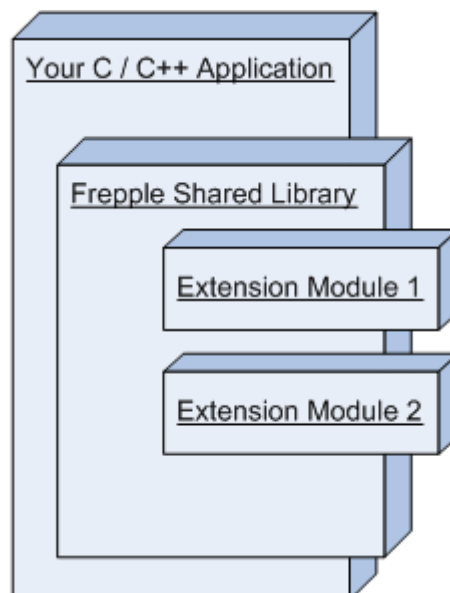 Your C / C++ Application
Frepple Shared Library
Extension Module 1
Extension Module 2